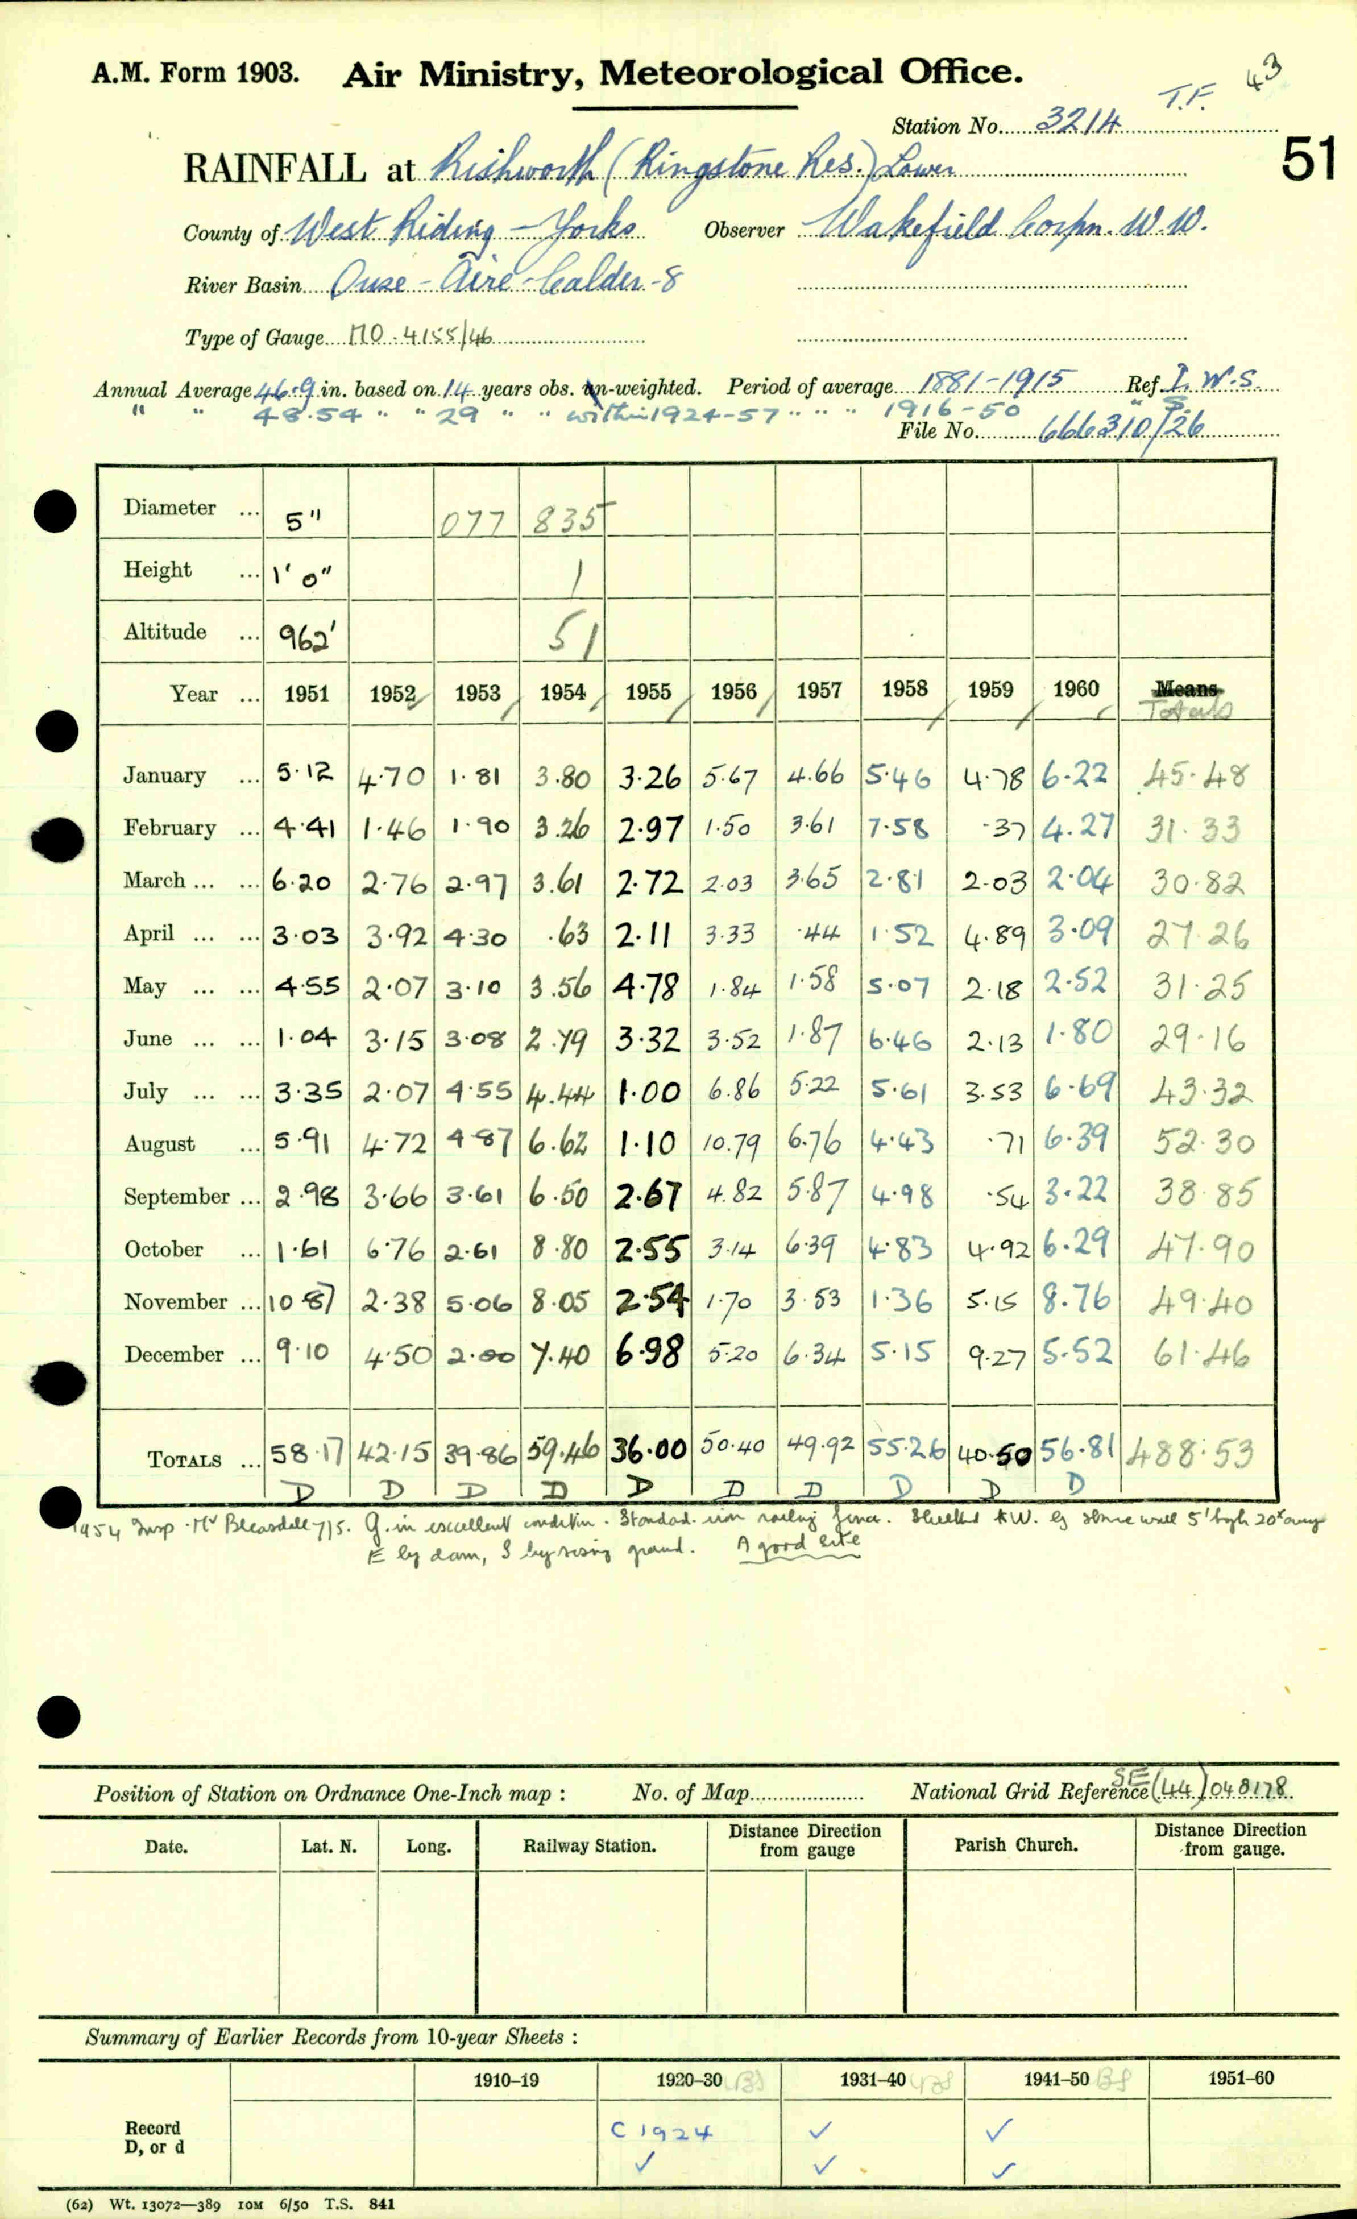 A.M. Form 1903. Air Ministry, Meteorological Office. 43
T.F.
Station No. 3214
RAINFALL at Rishworth (Ringstone Res.) Lower 51
County of West Riding - Yorks Observer Wakefield Corpn. W.W.
River Basin Ouse - Aire - Calder - 8
Type of Gauge MO. 4155/46
Annual Average 46.9 in. based on 14 years obs. un-weighted. Period of average 1881-1915 Ref. I.W.S.
" " 48.54 " " 29 " " within 1924-57 " " " 1916-50 " S.
File No. 666310/26
Diameter ... 5" 077 835
Height ... 1' 0" 1
Altitude ... 962' 51
Year ... 1951 1952 1953 1954 1955 1956 1957 1958 1959 1960 Means
Totals
January ... 5.12 4.70 1.81 3.80 3.26 5.67 4.66 5.46 4.78 6.22 45.48
February ... 4.41 1.46 1.90 3.26 2.97 1.50 3.61 7.58 .37 4.27 31.33
March ... ... 6.20 2.76 2.97 3.61 2.72 2.03 3.65 2.81 2.03 2.04 30.82
April ... ... 3.03 3.92 4.30 .63 2.11 3.33 .44 1.52 4.89 3.09 27.26
May ... ... 4.55 2.07 3.10 3.56 4.78 1.84 1.58 5.07 2.18 2.52 31.25
June ... ... 1.04 3.15 3.08 2.79 3.32 3.52 1.87 6.46 2.13 1.80 29.16
July ... ... 3.35 2.07 4.55 4.44 1.00 6.86 5.22 5.61 3.53 6.69 43.32
August ... 5.91 4.72 4.87 6.62 1.10 10.79 6.76 4.43 .71 6.39 52.30
September ... 2.98 3.66 3.61 6.50 2.67 4.82 5.87 4.98 .54 3.22 38.85
October ... 1.61 6.76 2.61 8.80 2.55 3.14 6.39 4.83 4.92 6.29 47.90
November ... 10.87 2.38 5.06 8.05 2.54 1.70 3.53 1.36 5.15 8.76 49.40
December ... 9.10 4.50 2.00 7.40 6.98 5.20 6.34 5.15 9.27 5.52 61.46
TOTALS ... 58.17 42.15 39.86 59.46 36.00 50.40 49.92 55.26 40.50 56.81 488.53
D D D D D D D D D D
1954 Insp. Mr Bleasdale 7/5. G. in excellent condition. Standard iron railing fence. Sheltered W. by stone wall 5' high 20' away
E by dam, S by rising ground. A good site
Position of Station on Ordnance One-Inch map : No. of Map National Grid Reference SE (44) 048178
Date. Lat. N. Long. Railway Station. Distance Direction from gauge Parish Church. Distance Direction from gauge.
Summary of Earlier Records from 10-year Sheets :
1910–19 1920–30 1931–40 1941–50 1951–60
Record C 1924 ✓ ✓
D, or d ✓ ✓ ✓
(62) Wt. 13072—389 10M 6/50 T.S. 841